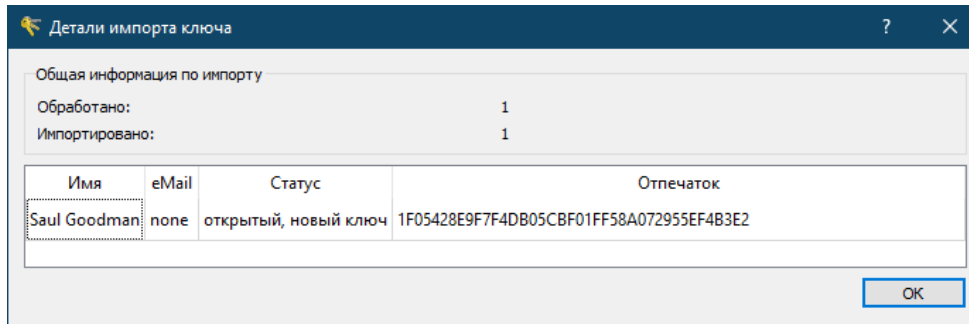 Детали импорта ключа
Общая информация по импорту
Обработано: 1
Импортировано: 1
Имя eMail Статус Отпечаток
Saul Goodman none открытый, новый ключ 1F05428E9F7F4DB05CBF01FF58A072955EF4B3E2
OK